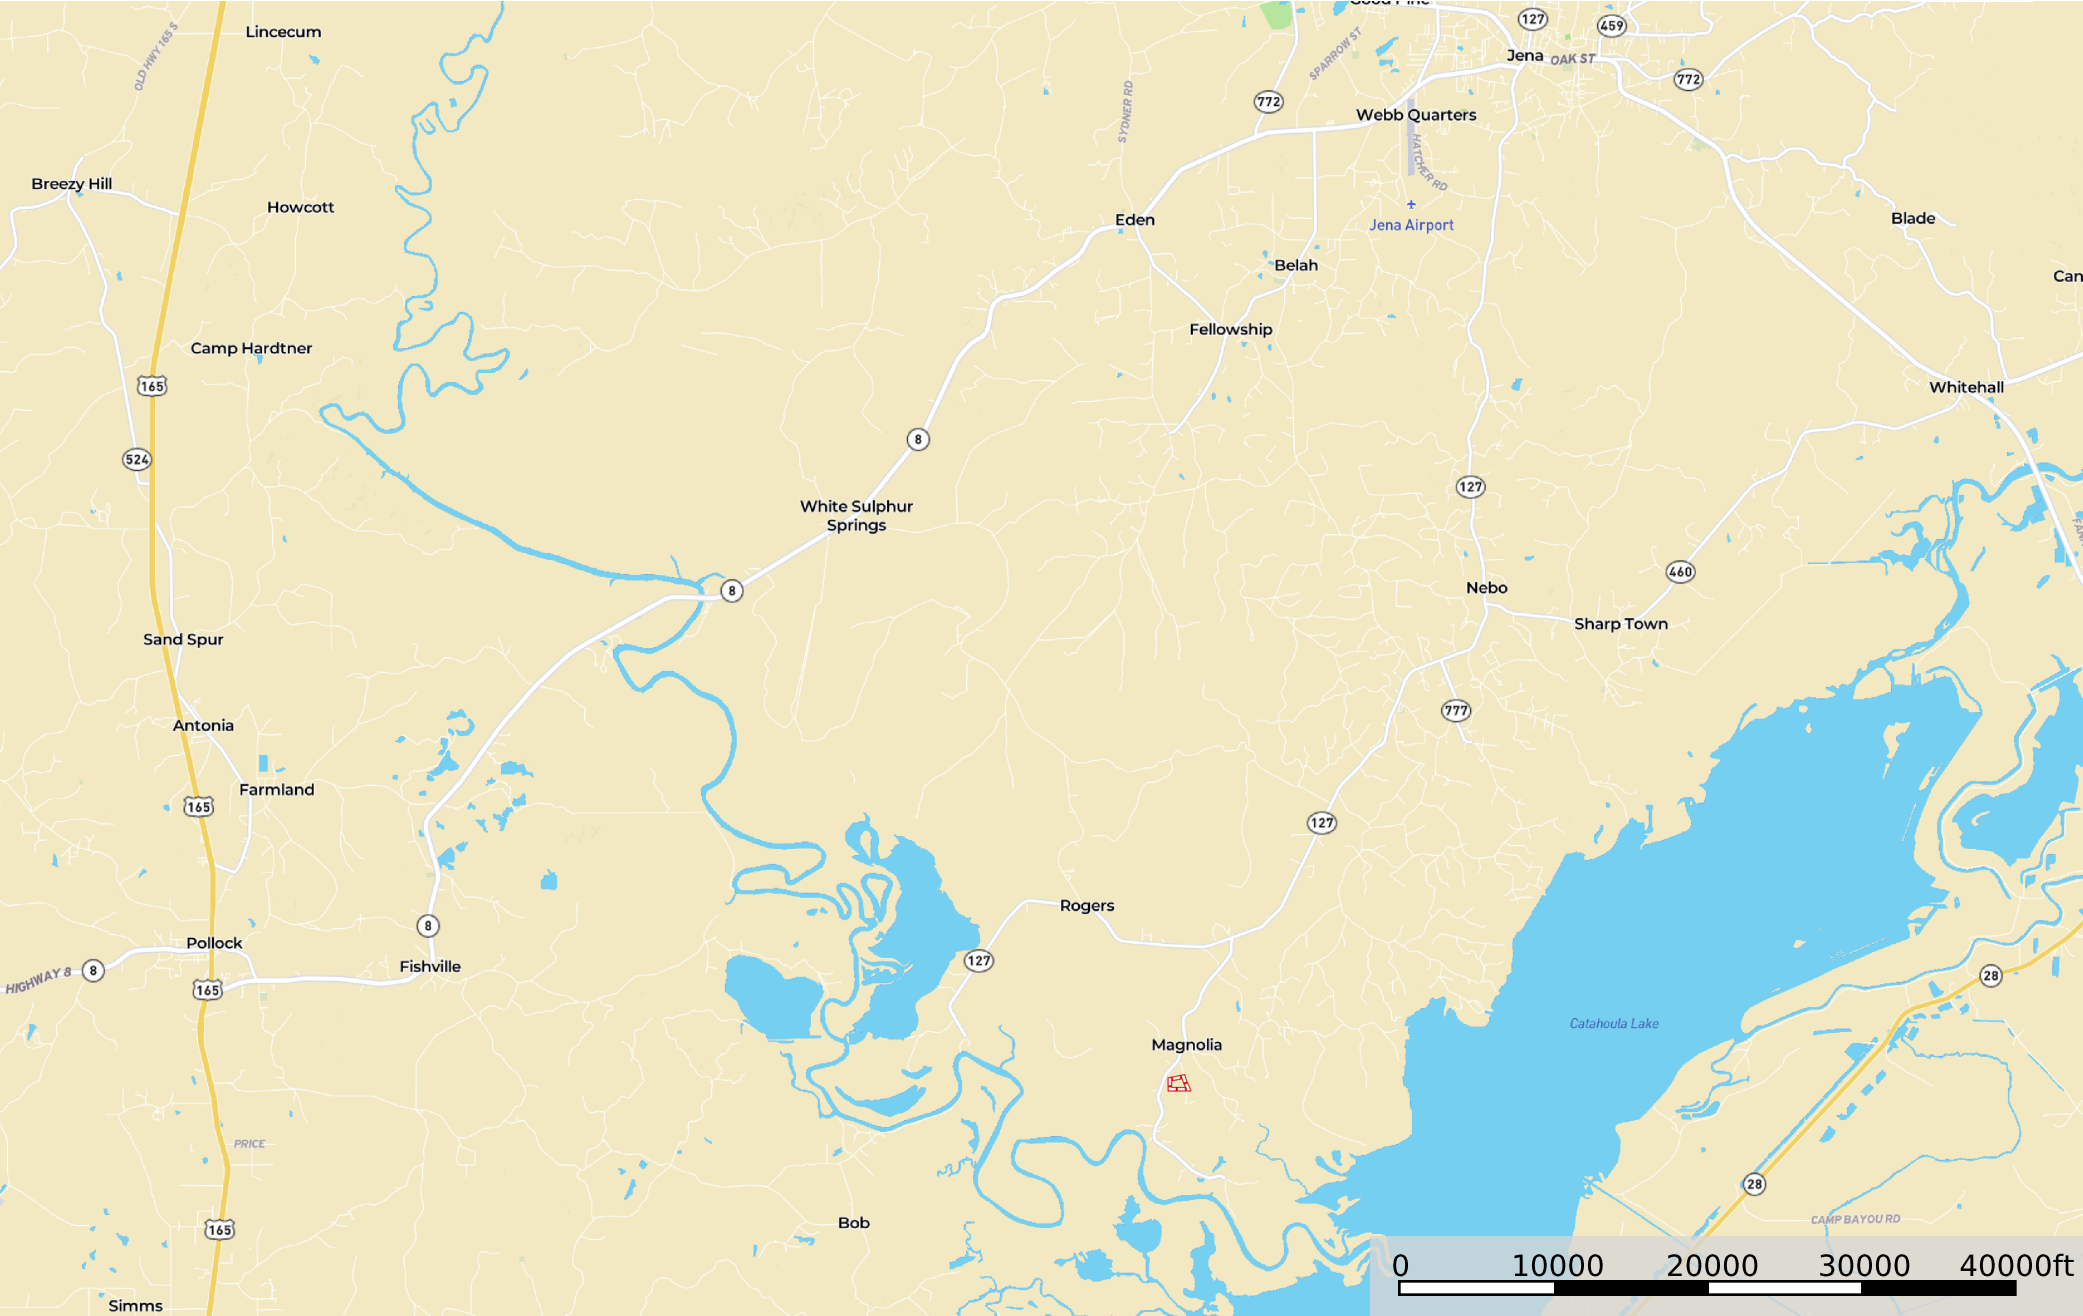 Good Pine
Lincecum
OLD HWY 165 S
127
459
SPARROW ST
Jena
OAK ST
772
772
SYDNER RD
Webb Quarters
HATCHER RD
Breezy Hill
Howcott
Eden
Jena Airport
Blade
Belah
Can
Fellowship
Camp Hardtner
165
Whitehall
8
524
127
White Sulphur
Springs
FAR
460
8
Nebo
Sharp Town
Sand Spur
777
Antonia
Farmland
165
127
Rogers
8
Pollock
127
Fishville
HIGHWAY 8
8
28
165
Catahoula Lake
Magnolia
PRICE
28
Bob
CAMP BAYOU RD
165
Simms
0 10000 20000 30000 40000ft